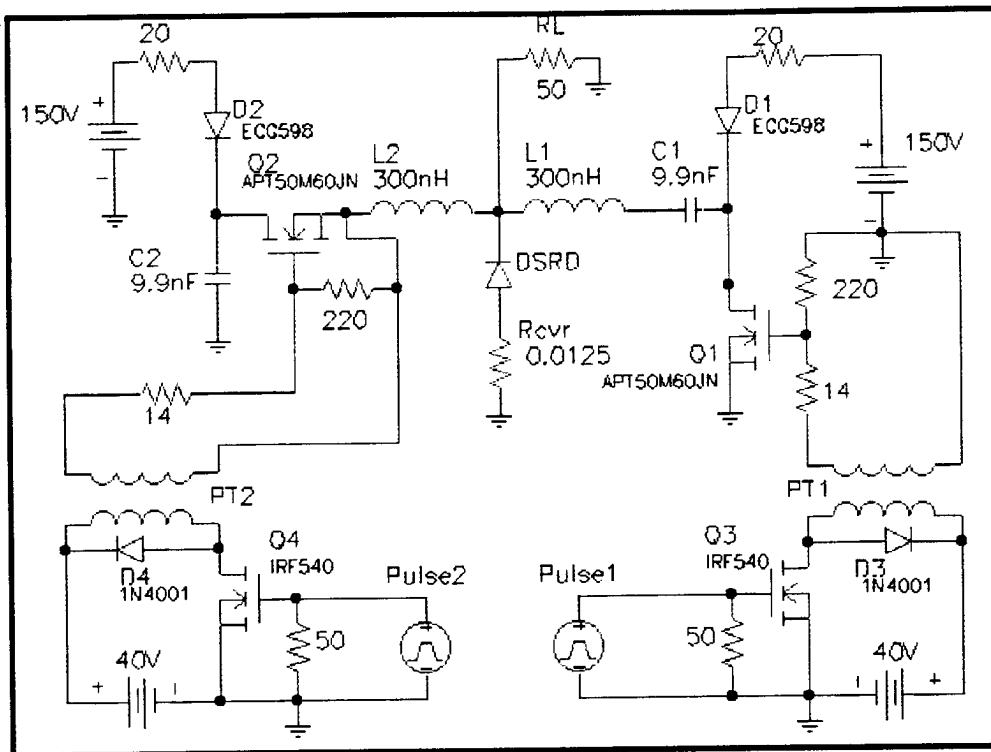 20
RL
50
20
150V
+
-
D2
ECG598
Q2
APT50M60JN
L2
300nH
L1
300nH
C1
9.9nF
D1
ECG598
+
150V
-
C2
9.9nF
220
DSRD
Rcvr
0.0125
Q1
APT50M60JN
220
14
14
PT2
PT1
D4
1N4001
Q4
IRF540
Pulse2
50
40V
+
-
Pulse1
Q3
IRF540
D3
1N4001
50
40V
-
+